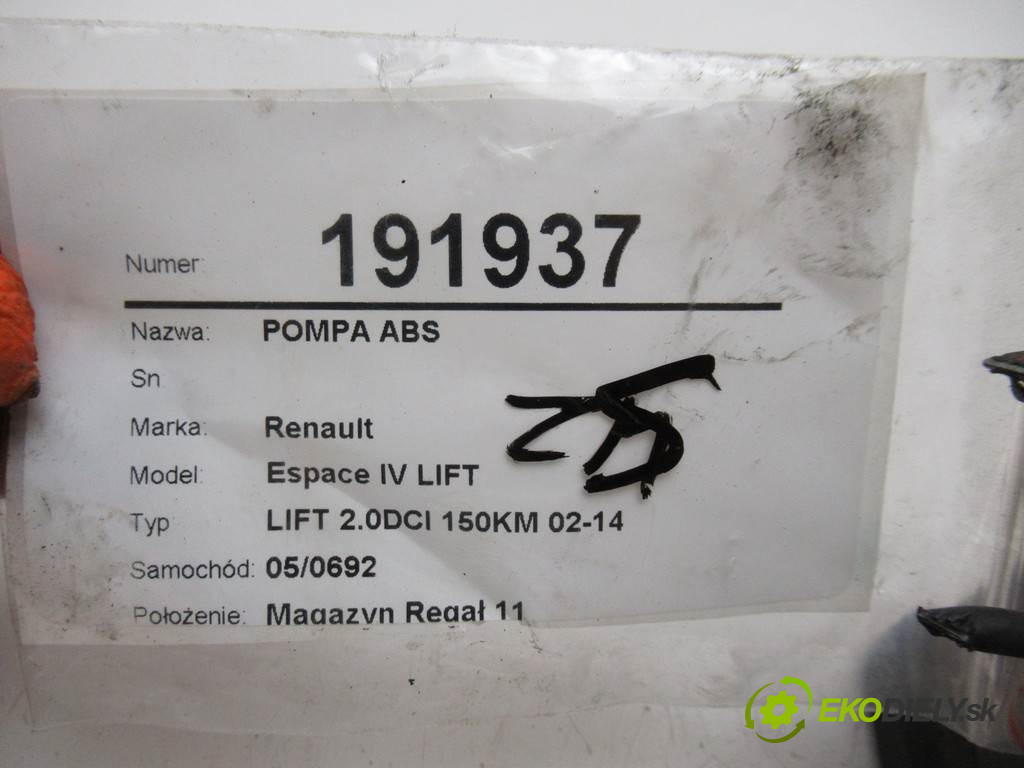 Numer: 191937
Nazwa: POMPA ABS
Sn
Marka: Renault
Model: Espace IV LIFT
Typ LIFT 2.0DCI 150KM 02-14
Samochód: 05/0692
Położenie: Magazyn Regał 11
EKODIELY.sk